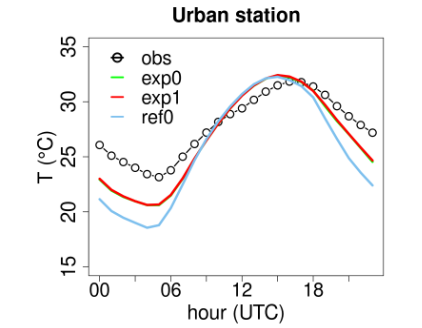 Urban station
35
30
25
20
15
T (°C)
obs
exp0
exp1
ref0
00
06
12
18
hour (UTC)